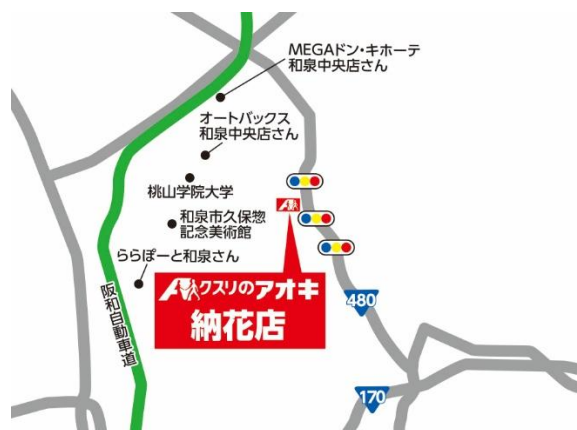 MEGAドン・キホーテ
和泉中央店さん
オートバックス
和泉中央店さん
桃山学院大学
和泉市久保惣
記念美術館
ららぽーと和泉さん
阪和自動車道
クスリのアオキ
納花店
480
170